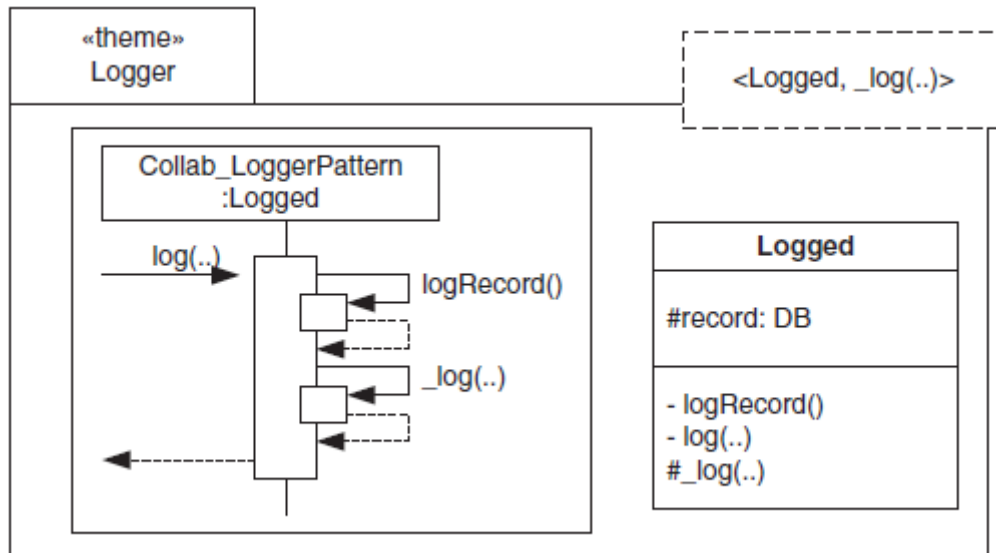 «theme»
Logger
<Logged, _log(..)>
Collab_LoggerPattern
:Logged
log(..)
logRecord()
_log(..)
Logged
#record: DB
- logRecord()
- log(..)
#_log(..)